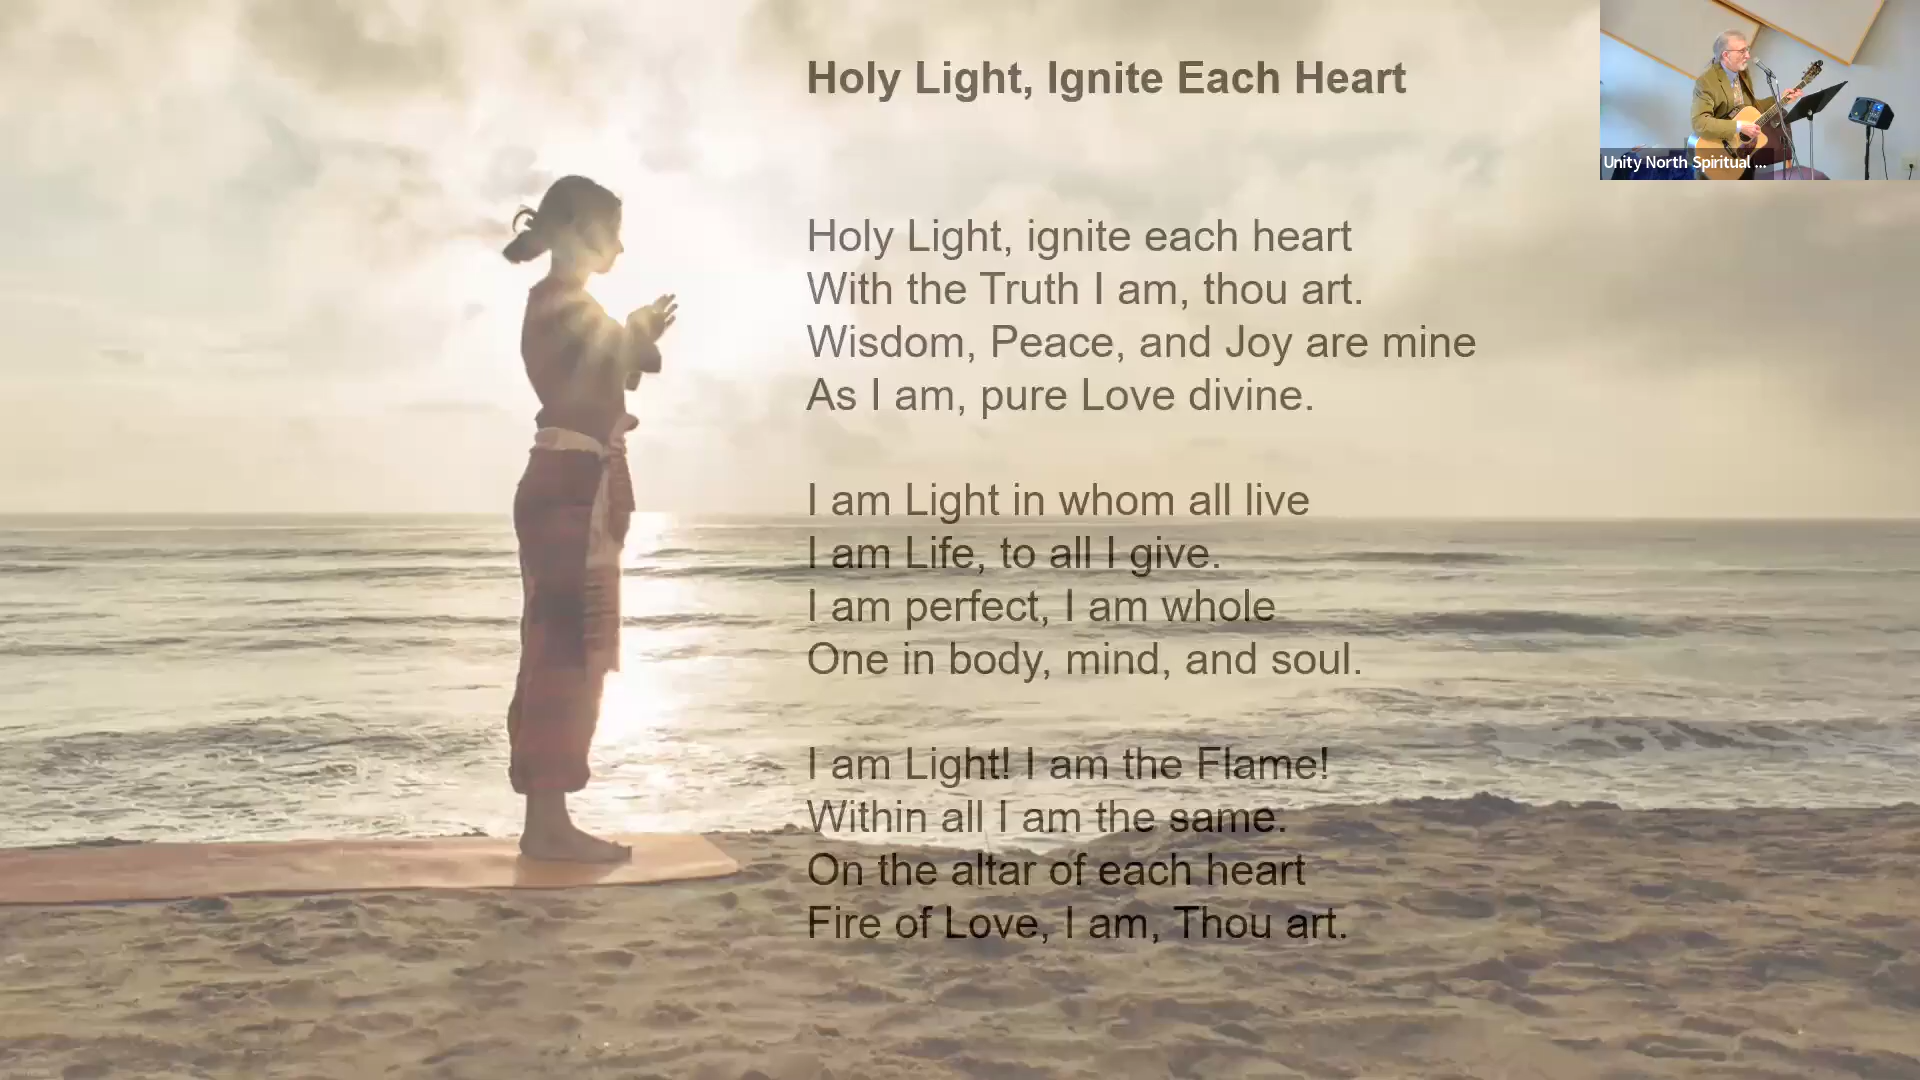 Holy Light, Ignite Each Heart
Unity North Spiritual ...
Holy Light, ignite each heart
With the Truth I am, thou art.
Wisdom, Peace, and Joy are mine
As I am, pure Love divine.
I am Light in whom all live
I am Life, to all I give.
I am perfect, I am whole
One in body, mind, and soul.
I am Light! I am the Flame!
Within all I am the same.
On the altar of each heart
Fire of Love, I am, Thou art.